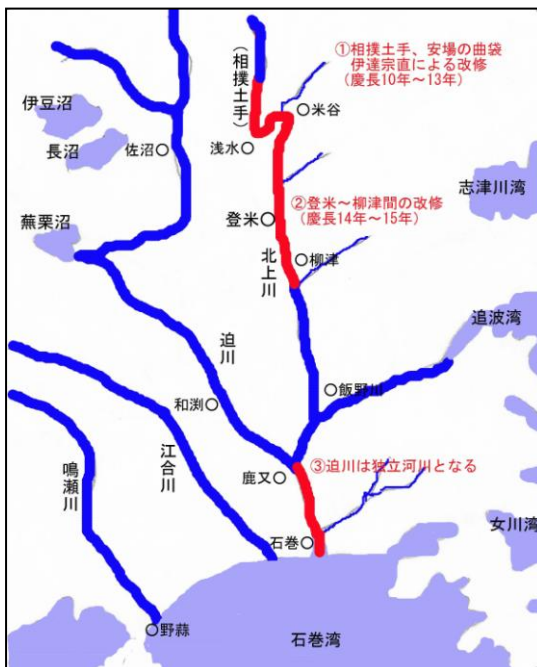 ①相撲土手、安場の曲袋
伊達宗直による改修
(慶長10年~13年)
(相撲土手)
伊豆沼
米谷
長沼
佐沼
浅水
志津川湾
②登米~柳津間の改修
(慶長14年~15年)
登米
蕪栗沼
北上川
柳津
追波湾
迫川
飯野川
和渕
③迫川は独立河川となる
鹿又
江合川
鳴瀬川
女川湾
石巻
野蒜
石巻湾